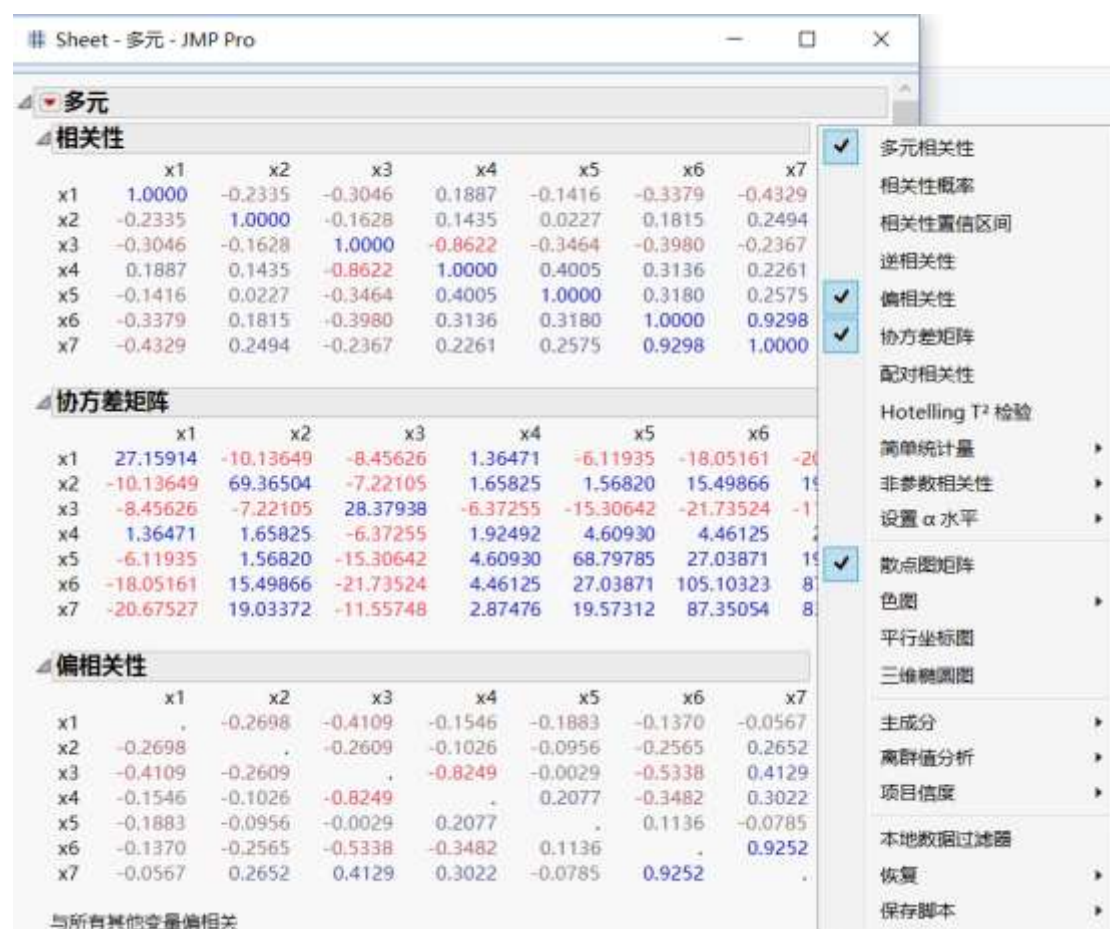 Sheet - 多元 - JMP Pro
多元
相关性
x1 x2 x3 x4 x5 x6 x7
x1 1.0000 -0.2335 -0.3046 0.1887 -0.1416 -0.3379 -0.4329
x2 -0.2335 1.0000 -0.1628 0.1435 0.0227 0.1815 0.2494
x3 -0.3046 -0.1628 1.0000 -0.8622 -0.3464 -0.3980 -0.2367
x4 0.1887 0.1435 -0.8622 1.0000 0.4005 0.3136 0.2261
x5 -0.1416 0.0227 -0.3464 0.4005 1.0000 0.3180 0.2575
x6 -0.3379 0.1815 -0.3980 0.3136 0.3180 1.0000 0.9298
x7 -0.4329 0.2494 -0.2367 0.2261 0.2575 0.9298 1.0000
协方差矩阵
x1 x2 x3 x4 x5 x6
x1 27.15914 -10.13649 -8.45626 1.36471 -6.11935 -18.05161
x2 -10.13649 69.36504 -7.22105 1.65825 1.56820 15.49866
x3 -8.45626 -7.22105 28.37938 -6.37255 -15.30642 -21.73524
x4 1.36471 1.65825 -6.37255 1.92492 4.60930 4.46125
x5 -6.11935 1.56820 -15.30642 4.60930 68.79785 27.03871
x6 -18.05161 15.49866 -21.73524 4.46125 27.03871 105.10323
x7 -20.67527 19.03372 -11.55748 2.87476 19.57312 87.35054
偏相关性
x1 x2 x3 x4 x5 x6 x7
x1 . -0.2698 -0.4109 -0.1546 -0.1883 -0.1370 -0.0567
x2 -0.2698 . -0.2609 -0.1026 -0.0956 -0.2565 0.2652
x3 -0.4109 -0.2609 . -0.8249 -0.0029 -0.5338 0.4129
x4 -0.1546 -0.1026 -0.8249 . 0.2077 -0.3482 0.3022
x5 -0.1883 -0.0956 -0.0029 0.2077 . 0.1136 -0.0785
x6 -0.1370 -0.2565 -0.5338 -0.3482 0.1136 . 0.9252
x7 -0.0567 0.2652 0.4129 0.3022 -0.0785 0.9252 .
与所有其他变量偏相关
多元相关性
相关性概率
相关性置信区间
逆相关性
偏相关性
协方差矩阵
配对相关性
Hotelling T² 检验
简单统计量
非参数相关性
设置 α 水平
散点图矩阵
色图
平行坐标图
三维椭圆图
主成分
离群值分析
项目信度
本地数据过滤器
恢复
保存脚本